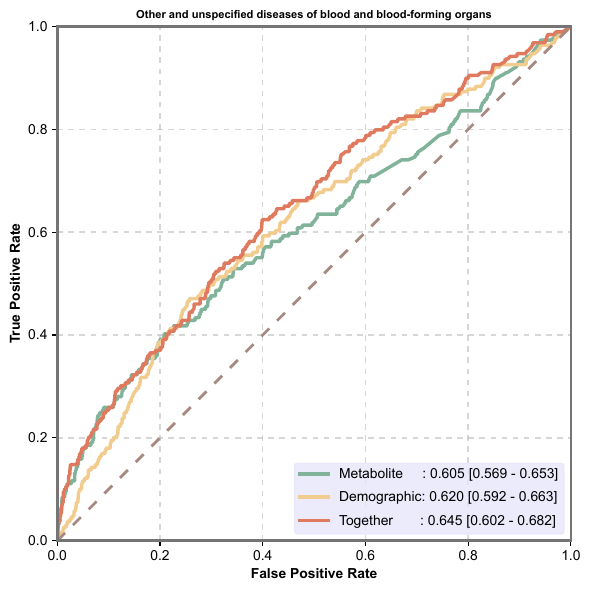 Other and unspecified diseases of blood and blood-forming organs
True Positive Rate
1.0
0.8
0.6
0.4
0.2
0.0
Metabolite : 0.605 [0.569 - 0.653]
Demographic: 0.620 [0.592 - 0.663]
Together : 0.645 [0.602 - 0.682]
0.0 0.2 0.4 0.6 0.8 1.0
False Positive Rate